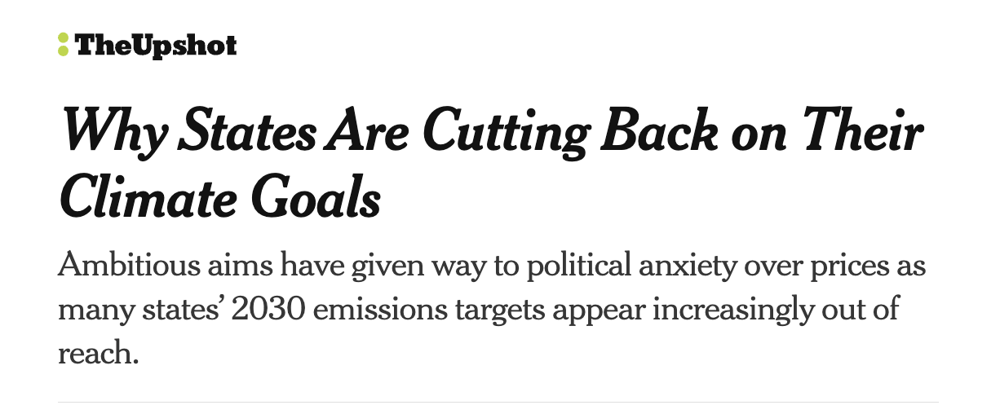 TheUpshot
Why States Are Cutting Back on Their
Climate Goals
Ambitious aims have given way to political anxiety over prices as
many states’ 2030 emissions targets appear increasingly out of
reach.